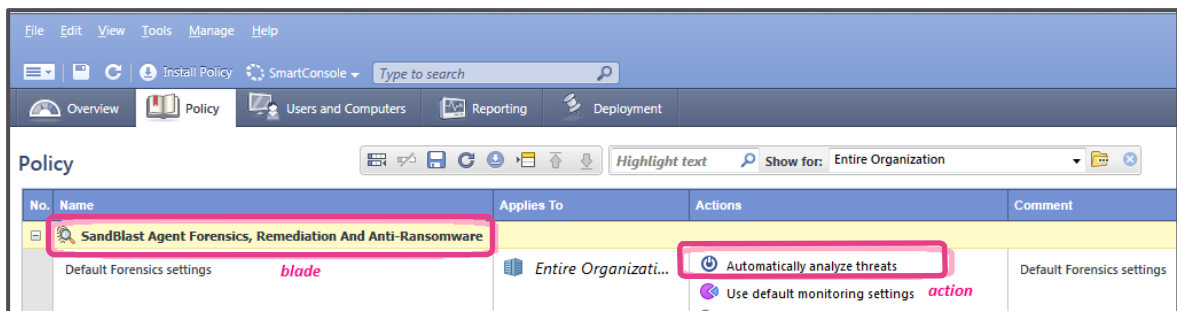 File Edit View Tools Manage Help
Install Policy SmartConsole Type to search
Overview Policy Users and Computers Reporting Deployment
Policy Highlight text Show for: Entire Organization
No. Name Applies To Actions Comment
SandBlast Agent Forensics, Remediation And Anti-Ransomware
Default Forensics settings blade Entire Organizati... Automatically analyze threats Default Forensics settings
Use default monitoring settings action